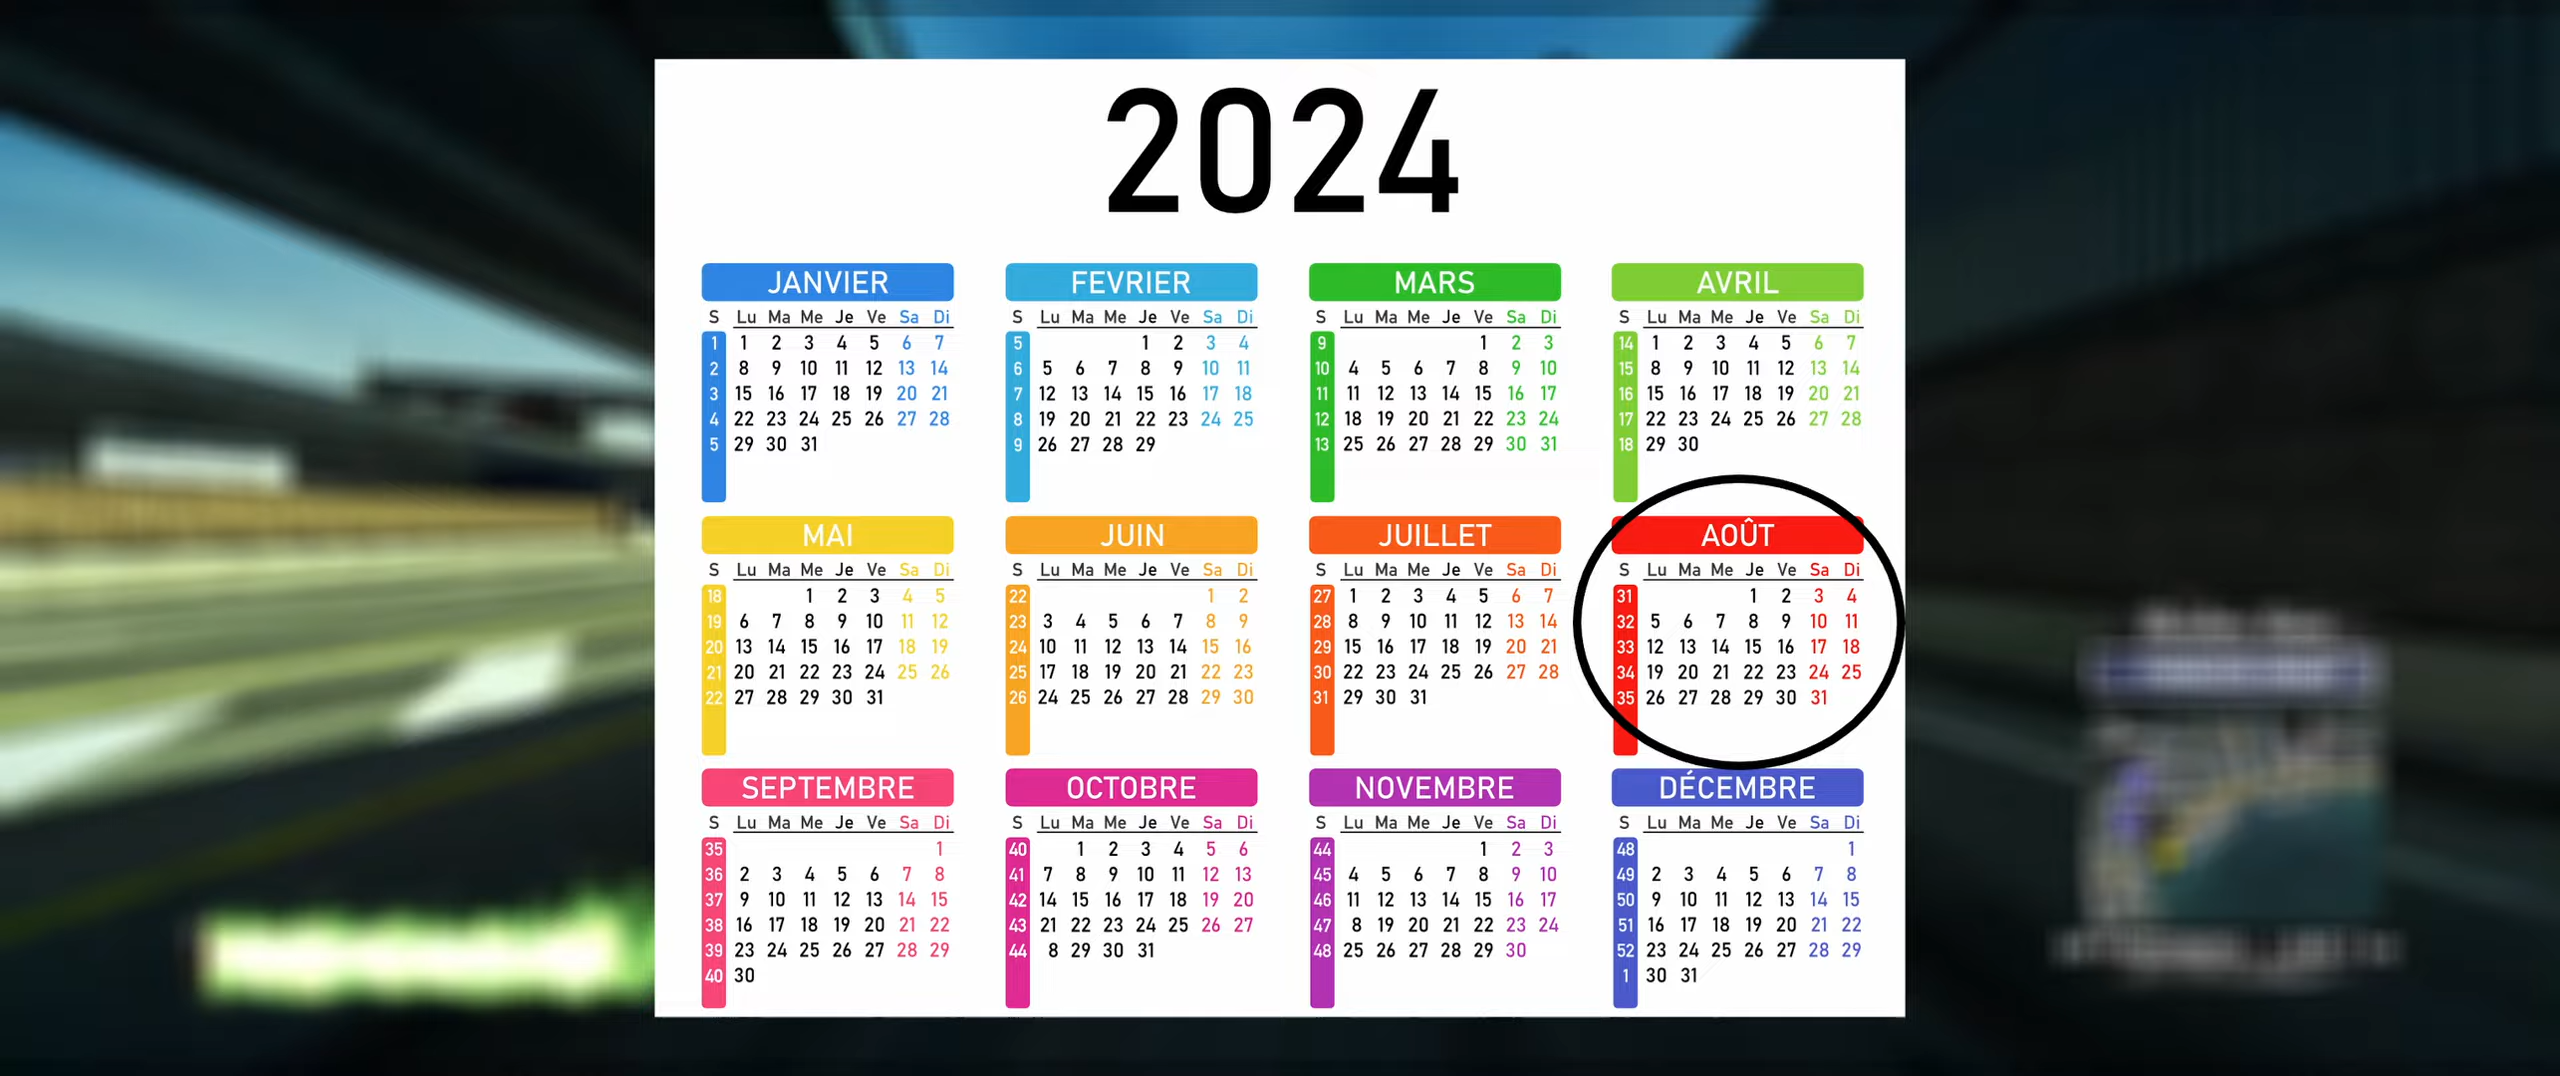 2024
JANVIER FEVRIER MARS AVRIL
S Lu Ma Me Je Ve Sa Di S Lu Ma Me Je Ve Sa Di S Lu Ma Me Je Ve Sa Di S Lu Ma Me Je Ve Sa Di
1 1 2 3 4 5 6 7 5 1 2 3 4 9 1 2 3 14 1 2 3 4 5 6 7
2 8 9 10 11 12 13 14 6 5 6 7 8 9 10 11 10 4 5 6 7 8 9 10 15 8 9 10 11 12 13 14
3 15 16 17 18 19 20 21 7 12 13 14 15 16 17 18 11 11 12 13 14 15 16 17 16 15 16 17 18 19 20 21
4 22 23 24 25 26 27 28 8 19 20 21 22 23 24 25 12 18 19 20 21 22 23 24 17 22 23 24 25 26 27 28
5 29 30 31 9 26 27 28 29 13 25 26 27 28 29 30 31 18 29 30
MAI JUIN JUILLET AOÛT
S Lu Ma Me Je Ve Sa Di S Lu Ma Me Je Ve Sa Di S Lu Ma Me Je Ve Sa Di S Lu Ma Me Je Ve Sa Di
18 1 2 3 4 5 22 1 2 27 1 2 3 4 5 6 7 31 1 2 3 4
19 6 7 8 9 10 11 12 23 3 4 5 6 7 8 9 28 8 9 10 11 12 13 14 32 5 6 7 8 9 10 11
20 13 14 15 16 17 18 19 24 10 11 12 13 14 15 16 29 15 16 17 18 19 20 21 33 12 13 14 15 16 17 18
21 20 21 22 23 24 25 26 25 17 18 19 20 21 22 23 30 22 23 24 25 26 27 28 34 19 20 21 22 23 24 25
22 27 28 29 30 31 26 24 25 26 27 28 29 30 31 29 30 31 35 26 27 28 29 30 31
SEPTEMBRE OCTOBRE NOVEMBRE DÉCEMBRE
S Lu Ma Me Je Ve Sa Di S Lu Ma Me Je Ve Sa Di S Lu Ma Me Je Ve Sa Di S Lu Ma Me Je Ve Sa Di
35 1 40 1 2 3 4 5 6 44 1 2 3 48 1
36 2 3 4 5 6 7 8 41 7 8 9 10 11 12 13 45 4 5 6 7 8 9 10 49 2 3 4 5 6 7 8
37 9 10 11 12 13 14 15 42 14 15 16 17 18 19 20 46 11 12 13 14 15 16 17 50 9 10 11 12 13 14 15
38 16 17 18 19 20 21 22 43 21 22 23 24 25 26 27 47 8 19 20 21 22 23 24 51 16 17 18 19 20 21 22
39 23 24 25 26 27 28 29 44 8 29 30 31 48 25 26 27 28 29 30 52 23 24 25 26 27 28 29
40 30 1 30 31